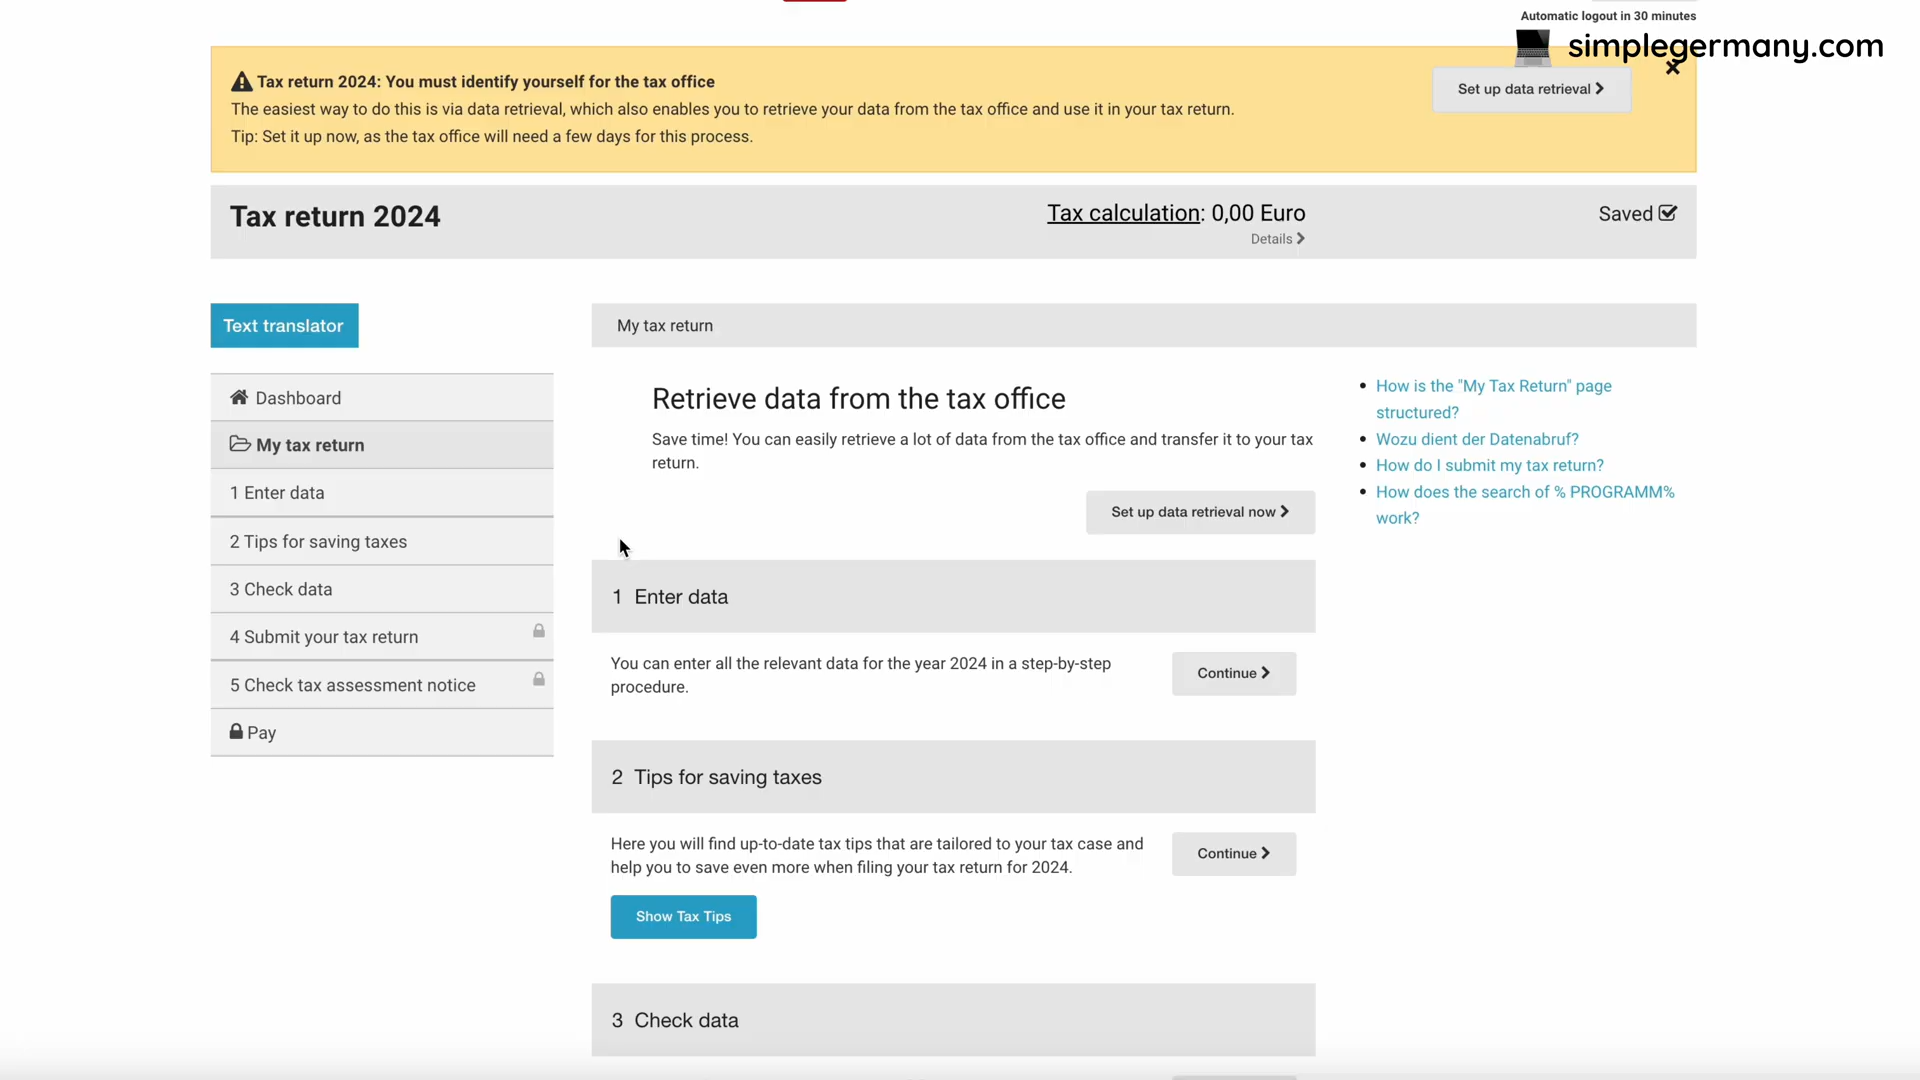 Automatic logout in 30 minutes
simplegermany.com
Tax return 2024: You must identify yourself for the tax office
The easiest way to do this is via data retrieval, which also enables you to retrieve your data from the tax office and use it in your tax return.
Tip: Set it up now, as the tax office will need a few days for this process.
Set up data retrieval
Tax return 2024
Tax calculation: 0,00 Euro
Details
Saved
Text translator
Dashboard
My tax return
1 Enter data
2 Tips for saving taxes
3 Check data
4 Submit your tax return
5 Check tax assessment notice
Pay
My tax return
Retrieve data from the tax office
Save time! You can easily retrieve a lot of data from the tax office and transfer it to your tax
return.
Set up data retrieval now
1 Enter data
You can enter all the relevant data for the year 2024 in a step-by-step
procedure.
Continue
2 Tips for saving taxes
Here you will find up-to-date tax tips that are tailored to your tax case and
help you to save even more when filing your tax return for 2024.
Continue
Show Tax Tips
3 Check data
How is the "My Tax Return" page
structured?
Wozu dient der Datenabruf?
How do I submit my tax return?
How does the search of % PROGRAMM%
work?